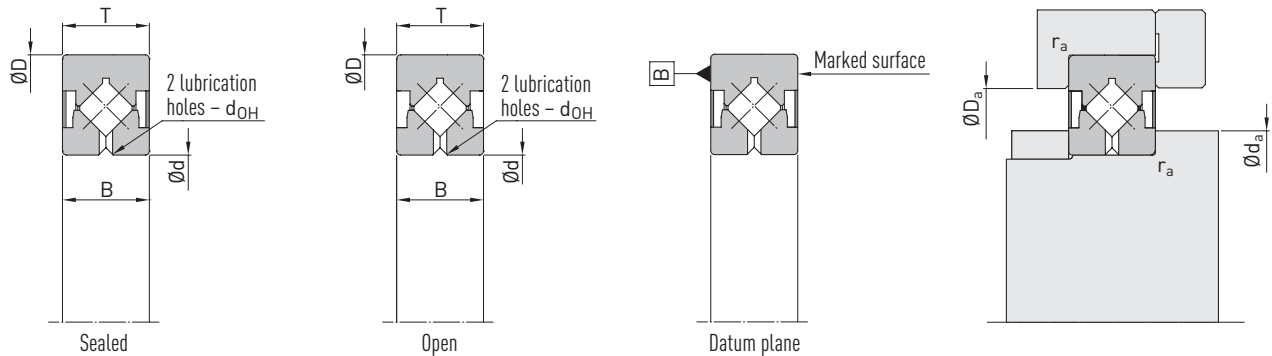 T
ØD
2 lubrication
holes – dOH
Ød
B
Sealed
T
ØD
2 lubrication
holes – dOH
Ød
B
Open
B
Marked surface
Datum plane
ra
ØDa
Øda
ra